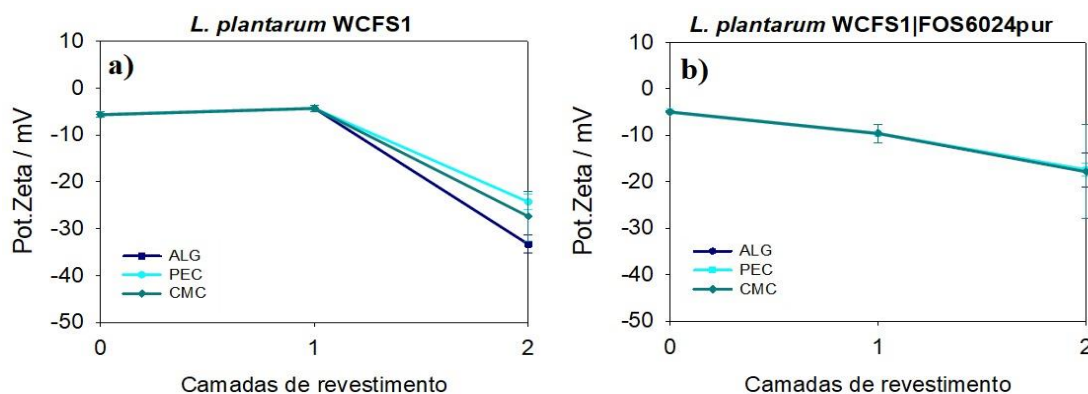 L. plantarum WCFS1
a)
10
0
-10
-20
-30
-40
-50
Pot.Zeta / mV
ALG
PEC
CMC
0 1 2
Camadas de revestimento
L. plantarum WCFS1|FOS6024pur
b)
10
0
-10
-20
-30
-40
-50
Pot.Zeta / mV
ALG
PEC
CMC
0 1 2
Camadas de revestimento